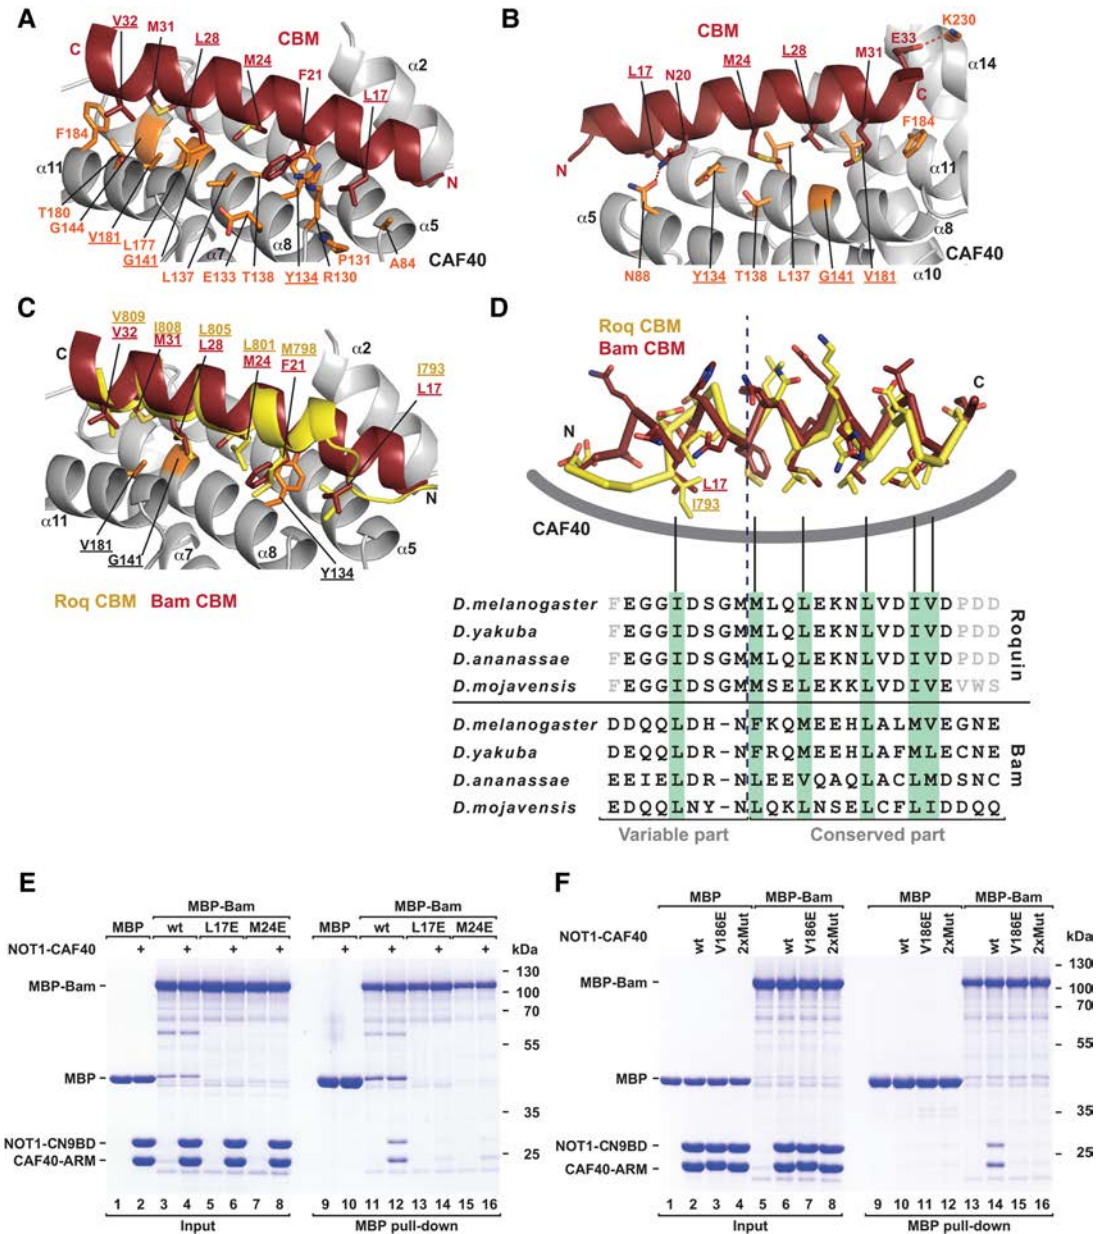 A
V32 M31 L28 CBM
M24 F21
C
α2
L17
F184
α11
N
T180
G144
V181
L177
G141
L137
α7
E133
T138
α8
Y134
R130
P131
α5
A84
CAF40
B
K230
CBM
E33
L28
M24
M31
L17
N20
α14
C
F184
N
α11
α5
α8
CAF40
N88
Y134
T138
L137
G141
V181
α10
C
V809
V32
I808
M31
L805
L28
L801
M24
M798
F21
α2
I793
L17
C
N
α11
V181
G141
α7
α8
Y134
α5
Roq CBM Bam CBM
D
Roq CBM
Bam CBM
C
N
L17
I793
CAF40
D.melanogaster FEGGIDSGMMLQLEKNLVDIVDPDD
D.yakuba FEGGIDSGMMLQLEKNLVDIVDPDD
D.ananassae FEGGIDSGMMLQLEKNLVDIVDPDD
D.mojavensis FEGGIDSGMMSELEKKLVDIVEVWS
Roquin
D.melanogaster DDQQLDH-NFKQMEEHLALMVEGNE
D.yakuba DEQQLDR-NFRQMEEHLAFMLECNE
D.ananassae EEIELDR-NLEEVQAQLACLMDSNC
D.mojavensis EDQQLNY-NLQKLNSELCFLIDDQQ
Bam
Variable part Conserved part
E
MBP-Bam MBP-Bam
MBP wt L17E M24E MBP wt L17E M24E
NOT1-CAF40 + + + + + + + + kDa
MBP-Bam
130
100
70
55
MBP
35
NOT1-CN9BD
25
CAF40-ARM
1 2 3 4 5 6 7 8 9 10 11 12 13 14 15 16
Input MBP pull-down
F
MBP MBP-Bam MBP MBP-Bam
NOT1-CAF40 wt V186E 2xMut wt V186E 2xMut wt V186E 2xMut wt V186E 2xMut kDa
130
MBP-Bam
100
70
55
MBP
35
NOT1-CN9BD
25
CAF40-ARM
1 2 3 4 5 6 7 8 9 10 11 12 13 14 15 16
Input MBP pull-down